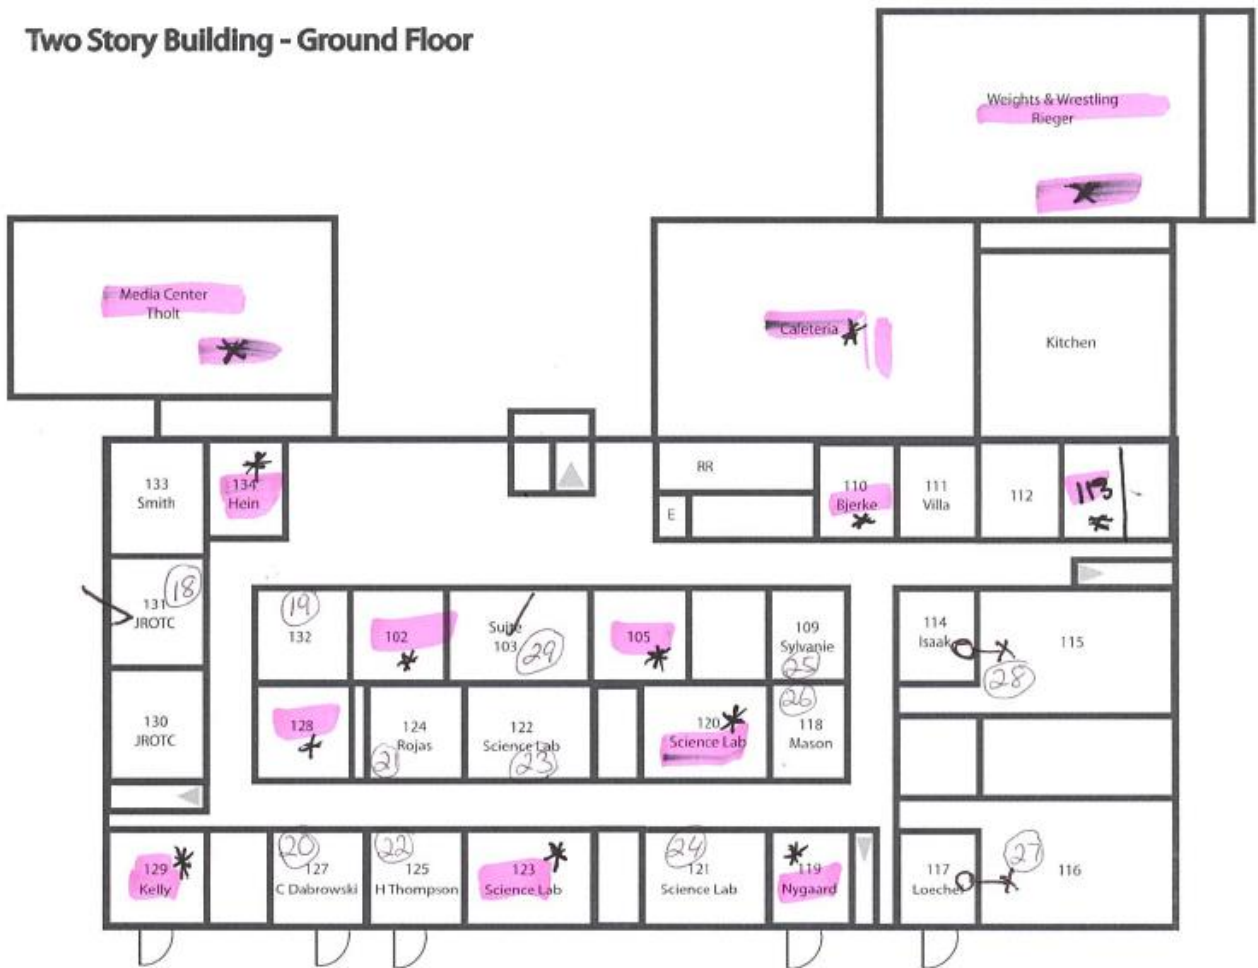 Two Story Building - Ground Floor
Weights & Wrestling
Rieger
Media Center
Tholt
Cafeteria
Kitchen
133
Smith
134
Hein
RR
E
110
Bjerke
111
Villa
112
113
131
JROTC
18
19
132
102
Suite
103
29
105
109
Sylvanie
25
114
Isaak
28
115
130
JROTC
128
124
Rojas
21
122
Science Lab
23
120
Science Lab
26
118
Mason
129
Kelly
20
127
C Dabrowski
22
125
H Thompson
123
Science Lab
24
121
Science Lab
119
Nygaard
117
Loecher
27
116